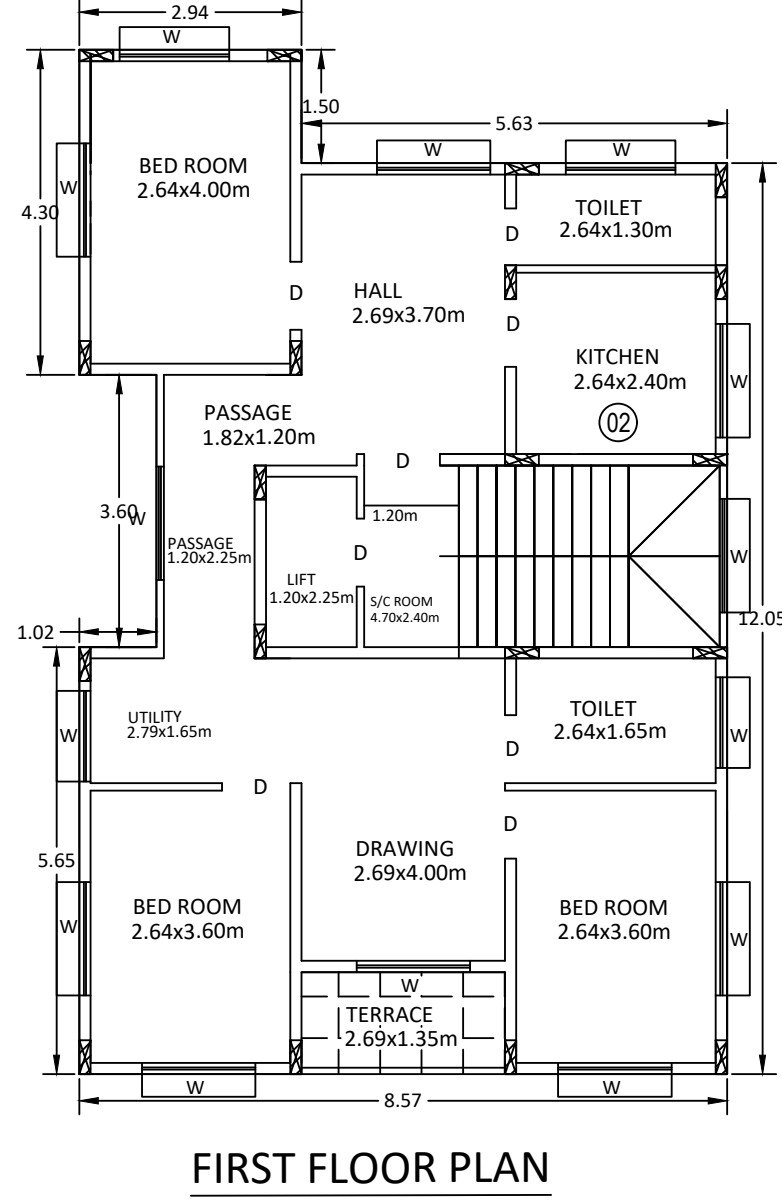 2.94
W
1.50
5.63
W
W
BED ROOM
2.64x4.00m
W
4.30
TOILET
2.64x1.30m
D
D
HALL
2.69x3.70m
D
KITCHEN
2.64x2.40m
W
02
PASSAGE
1.82x1.20m
D
3.60
W
1.20m
PASSAGE
1.20x2.25m
D
W
LIFT
1.20x2.25m
S/C ROOM
4.70x2.40m
12.05
1.02
UTILITY
2.79x1.65m
W
TOILET
2.64x1.65m
D
W
D
D
5.65
DRAWING
2.69x4.00m
BED ROOM
2.64x3.60m
W
BED ROOM
2.64x3.60m
W
W
TERRACE
2.69x1.35m
W
W
8.57
FIRST FLOOR PLAN